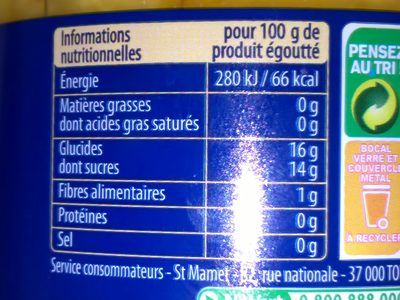 Informations pour 100 g de
nutritionnelles produit égoutté
Énergie 280 kJ / 66 kcal
Matières grasses 0 g
dont acides gras saturés 0 g
Glucides 16 g
dont sucres 14 g
Fibres alimentaires 1 g
Protéines 0 g
Sel 0 g
Service consommateurs - St Mamet rue nationale - 37 000 TO
PENSEZ
AU TRI
BOCAL
VERRE ET
COUVERCLE
MÉTAL
À RECYCLER